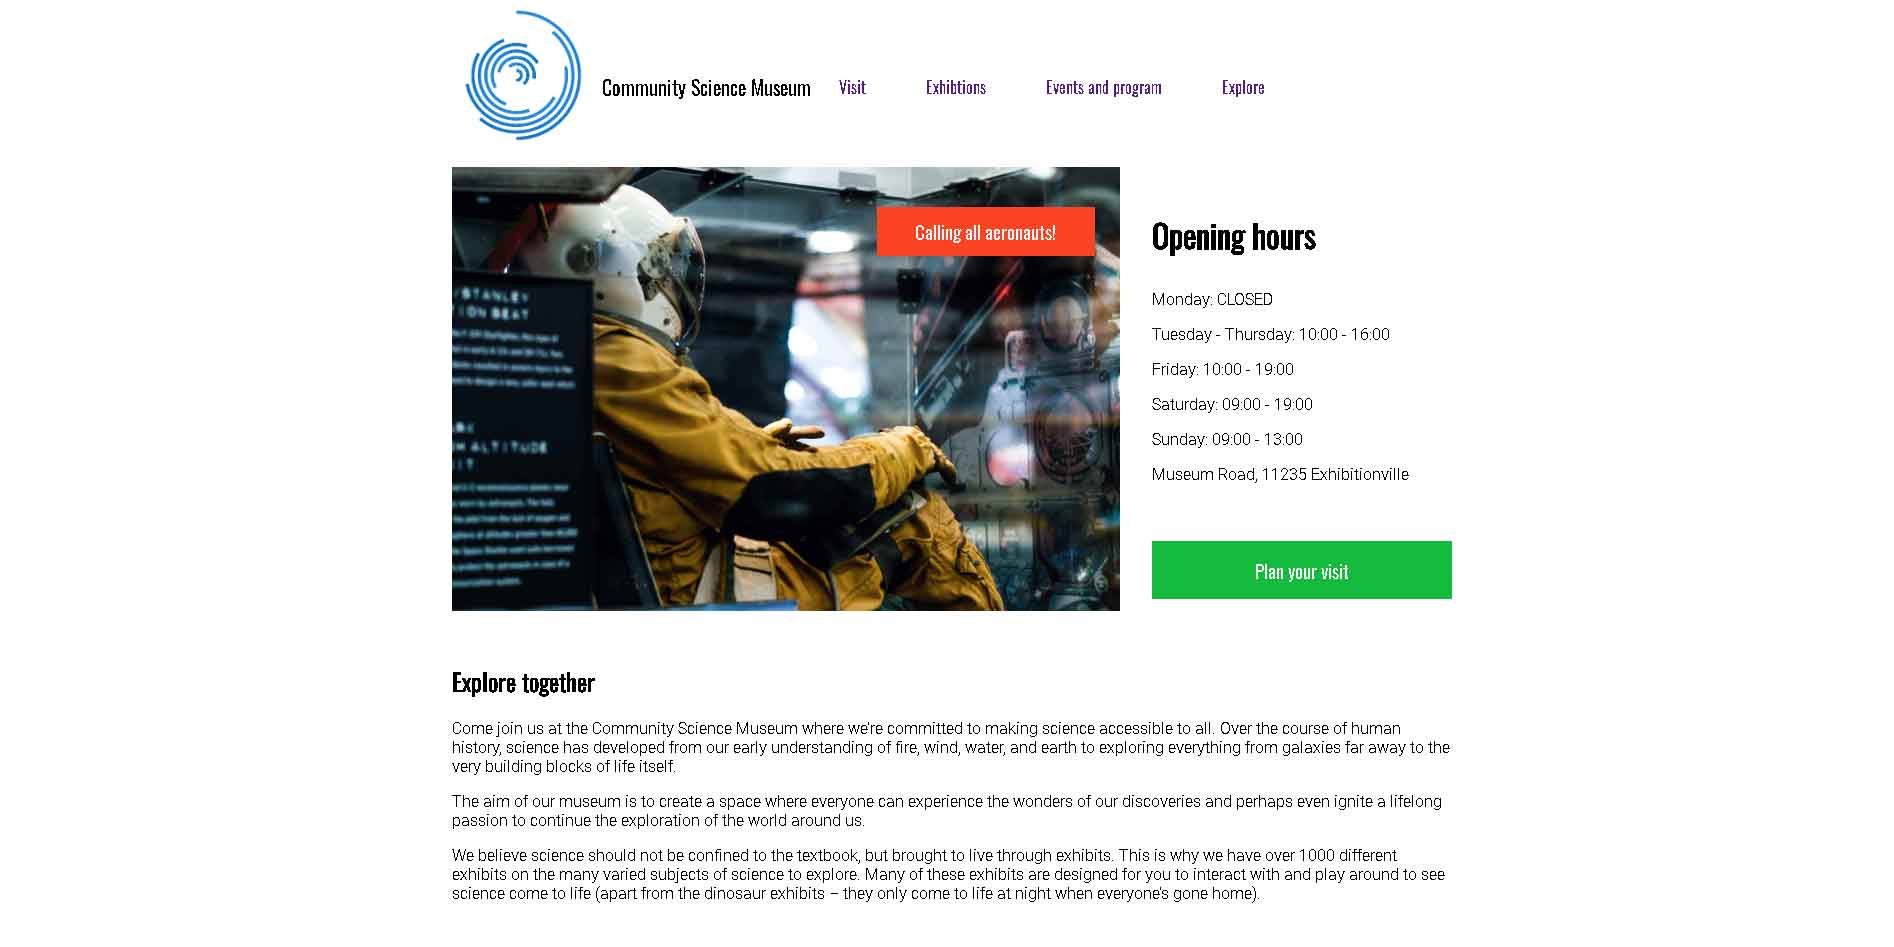 Community Science Museum
Visit
Exhibtions
Events and program
Explore
Calling all aeronauts!
/STANLEY
ION BEAT
M ALTITUDE
Opening hours
Monday: CLOSED
Tuesday - Thursday: 10:00 - 16:00
Friday: 10:00 - 19:00
Saturday: 09:00 - 19:00
Sunday: 09:00 - 13:00
Museum Road, 11235 Exhibitionville
Plan your visit
Explore together
Come join us at the Community Science Museum where we're committed to making science accessible to all. Over the course of human
history, science has developed from our early understanding of fire, wind, water, and earth to exploring everything from galaxies far away to the
very building blocks of life itself.
The aim of our museum is to create a space where everyone can experience the wonders of our discoveries and perhaps even ignite a lifelong
passion to continue the exploration of the world around us.
We believe science should not be confined to the textbook, but brought to live through exhibits. This is why we have over 1000 different
exhibits on the many varied subjects of science to explore. Many of these exhibits are designed for you to interact with and play around to see
science come to life (apart from the dinosaur exhibits – they only come to life at night when everyone's gone home).